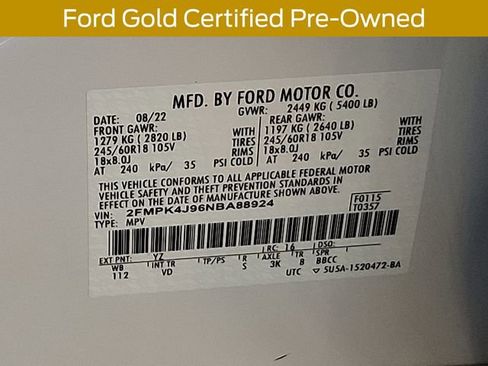 Ford Gold Certified Pre-Owned
MFD. BY FORD MOTOR CO.
DATE: 08/22 GVWR: 2449 KG ( 5400 LB)
FRONT GAWR: REAR GAWR:
1279 KG ( 2820 LB) WITH 1197 KG ( 2640 LB) WITH
245/60R18 105V TIRES 245/60R18 105V TIRES
18x8.0J RIMS 18x8.0J RIMS
AT 240 kPa/ 35 PSI COLD AT 240 kPa/ 35 PSI COLD
THIS VEHICLE CONFORMS TO ALL APPLICABLE FEDERAL MOTOR
VEHICLE SAFETY AND THEFT PREVENTION STANDARDS IN EFFECT ON
THE DATE OF MANUFACTURE SHOWN ABOVE.
VIN: 2FMPK4J96NBA88924 F0115
TYPE: MPV T0357
EXT PNT: YZ RC: 16 DSO:
WB INT TR TP/PS R AXLE TR SPR
112 VD S 3K 8 BBCC
UTC 5U5A-1520472-BA